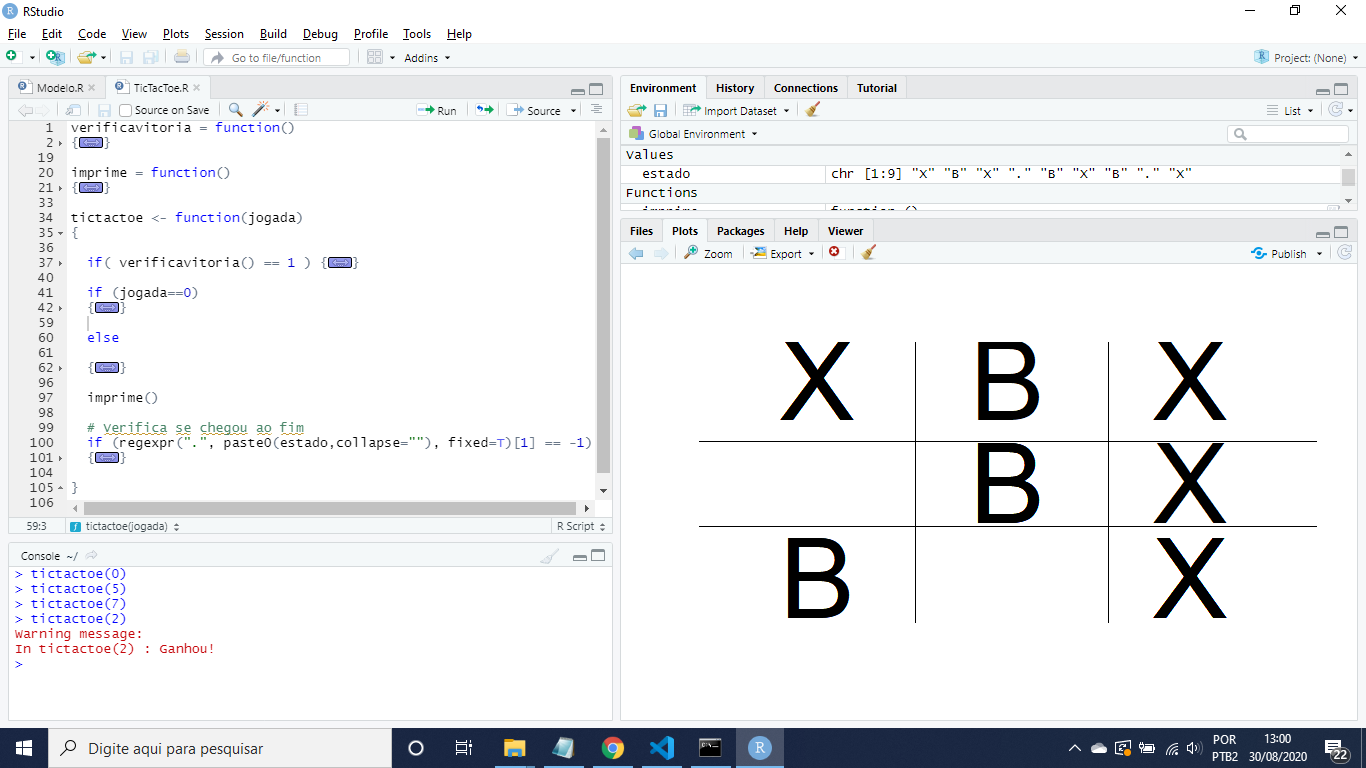 RStudio
File Edit Code View Plots Session Build Debug Profile Tools Help
Go to file/function Addins Project: (None)
Modelo.R TicTacToe.R
Source on Save Run Source
1 verificavitoria = function()
2 {}
19
20 imprime = function()
21 {}
33
34 tictactoe <- function(jogada)
35 {
36
37 if( verificavitoria() == 1 ) {}
40
41 if (jogada==0)
42 {}
59
60 else
61
62 {}
96
97 imprime()
98
99 # Verifica se chegou ao fim
100 if (regexpr(".", paste0(estado,collapse=""), fixed=T)[1] == -1)
101 {}
104
105 }
106
59:3 tictactoe(jogada) R Script
Console ~/
> tictactoe(0)
> tictactoe(5)
> tictactoe(7)
> tictactoe(2)
Warning message:
In tictactoe(2) : Ganhou!
>
Environment History Connections Tutorial
Import Dataset List
Global Environment
Values
estado chr [1:9] "X" "B" "X" "." "B" "X" "B" "." "X"
Functions
imprime function ()
Files Plots Packages Help Viewer
Zoom Export Publish
X B X
B X
B X
Digite aqui para pesquisar
POR
PTB2
13:00
30/08/2020
22